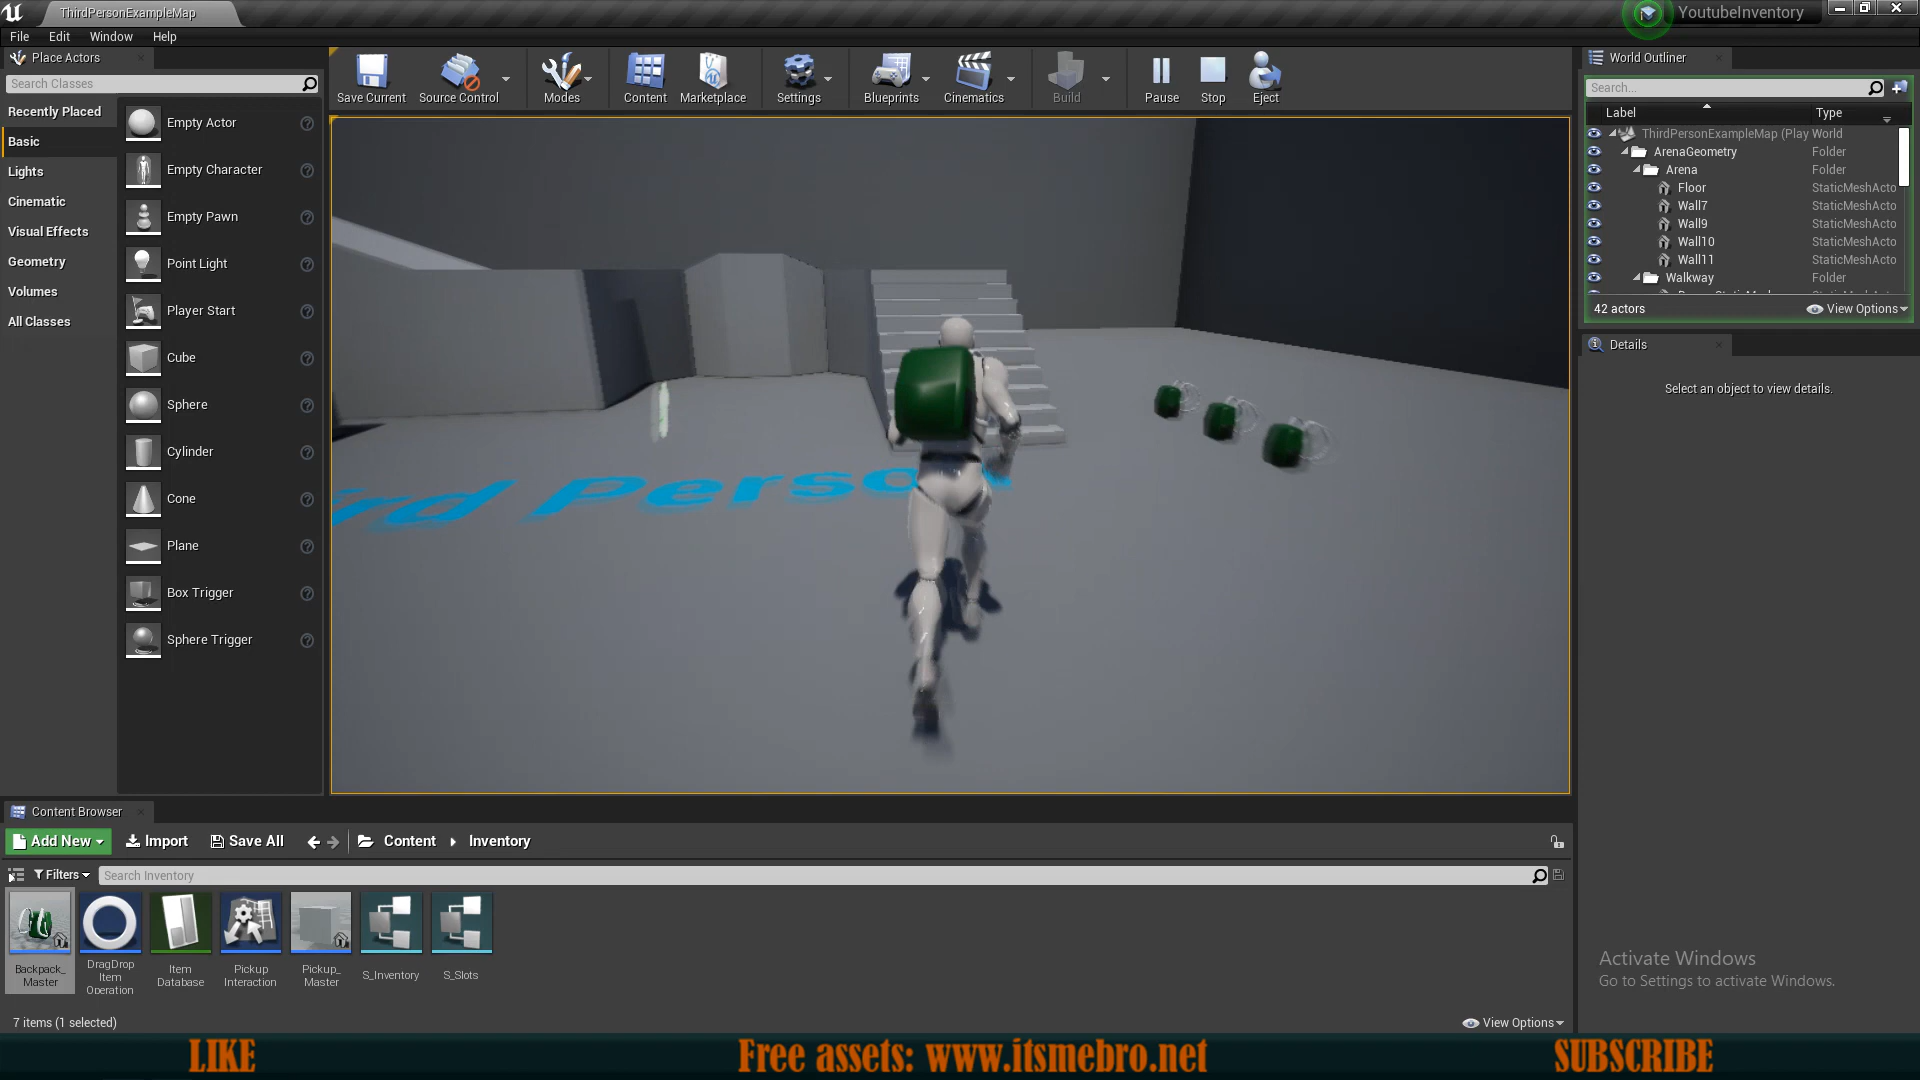 ThirdPersonExampleMap
YoutubeInventory
File Edit Window Help
Place Actors
Search Classes
Recently Placed
Basic
Lights
Cinematic
Visual Effects
Geometry
Volumes
All Classes
Empty Actor
Empty Character
Empty Pawn
Point Light
Player Start
Cube
Sphere
Cylinder
Cone
Plane
Box Trigger
Sphere Trigger
Save Current
Source Control
Modes
Content
Marketplace
Settings
Blueprints
Cinematics
Build
Pause
Stop
Eject
ird Person
World Outliner
Search...
Label Type
ThirdPersonExampleMap (Play World
ArenaGeometry Folder
Arena Folder
Floor StaticMeshActo
Wall7 StaticMeshActo
Wall9 StaticMeshActo
Wall10 StaticMeshActo
Wall11 StaticMeshActo
Walkway Folder
42 actors View Options
Details
Select an object to view details.
Content Browser
Add New Import Save All Content Inventory
Filters Search Inventory
Backpack_
Master
DragDrop
Item
Operation
Item
Database
Pickup
Interaction
Pickup_
Master
S_Inventory
S_Slots
7 items (1 selected)
View Options
Activate Windows
Go to Settings to activate Windows.
LIKE
Free assets: www.itsmebro.net
SUBSCRIBE